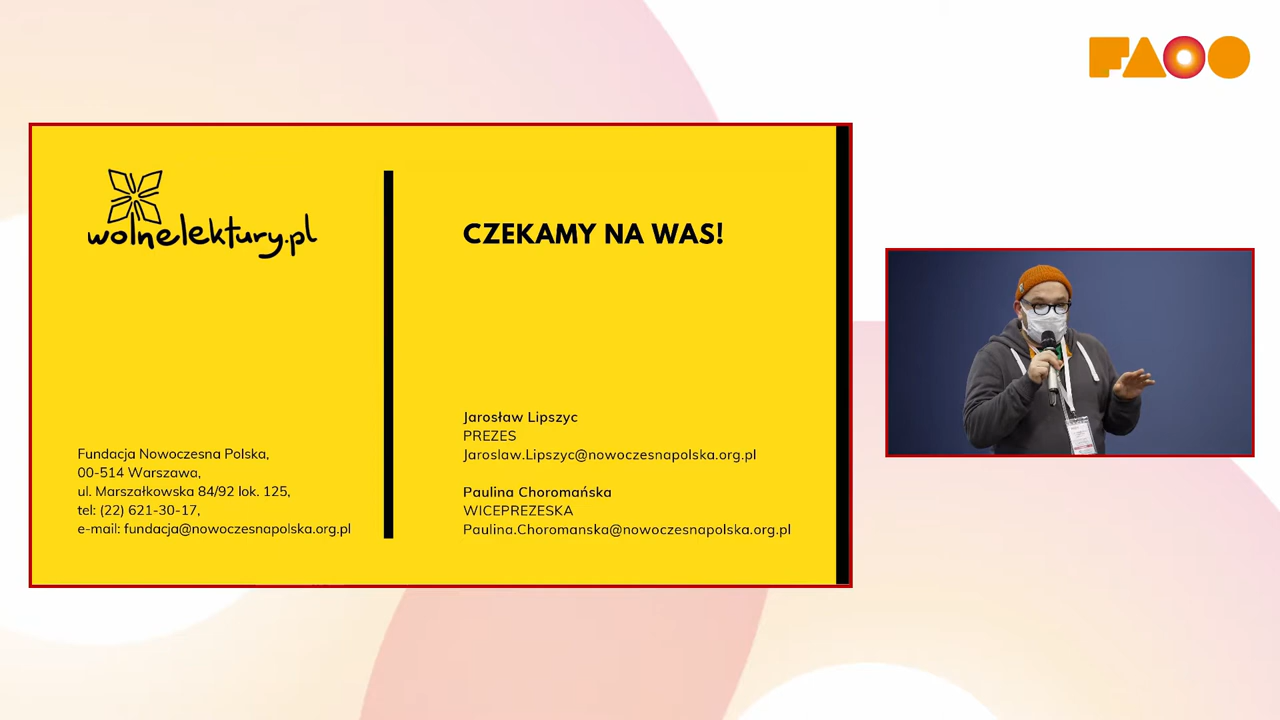 FAOO
wolnelektury.pl
CZEKAMY NA WAS!
Fundacja Nowoczesna Polska,
00-514 Warszawa,
ul. Marszałkowska 84/92 lok. 125,
tel: (22) 621-30-17,
e-mail: fundacja@nowoczesnapolska.org.pl
Jarosław Lipszyc
PREZES
Jaroslaw.Lipszyc@nowoczesnapolska.org.pl
Paulina Choromańska
WICEPREZESKA
Paulina.Choromanska@nowoczesnapolska.org.pl